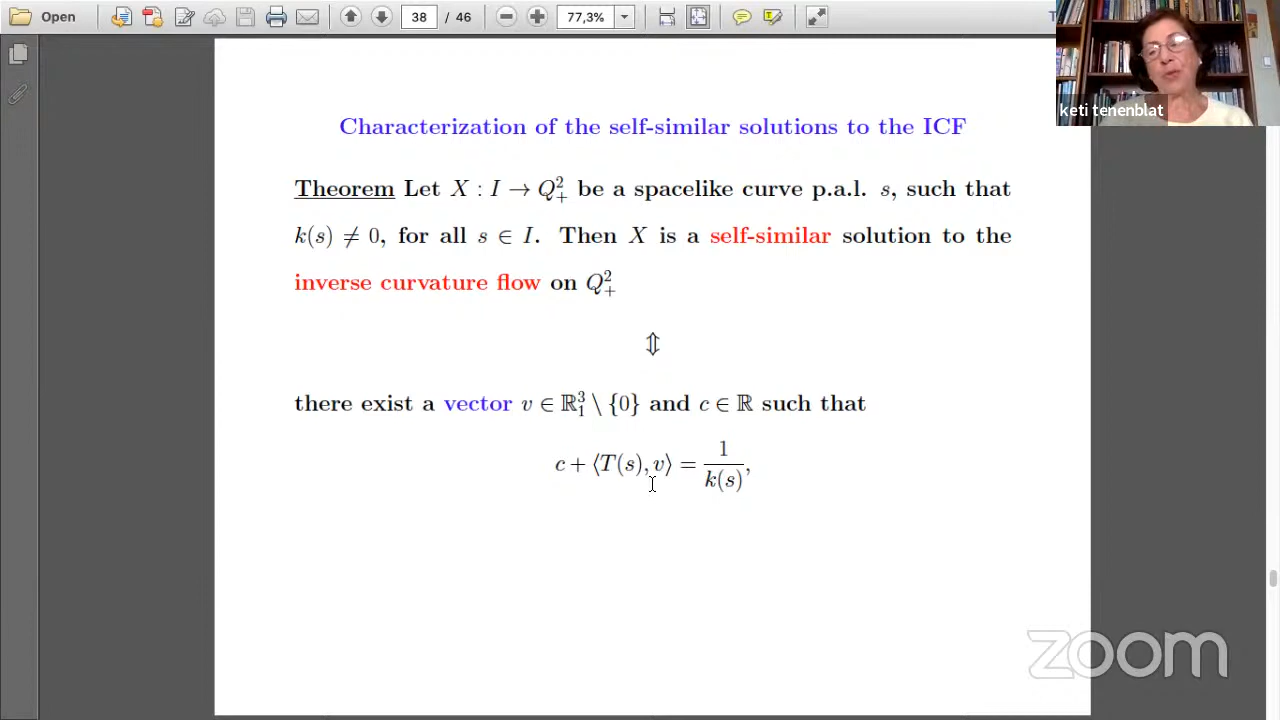 Open
38 / 46
77,3%
keti tenenblat
Characterization of the self-similar solutions to the ICF
Theorem Let X : I → Q²₊ be a spacelike curve p.a.l. s, such that
k(s) ≠ 0, for all s ∈ I. Then X is a self-similar solution to the
inverse curvature flow on Q²₊
⇕
there exist a vector v ∈ ℝ³₁ \ {0} and c ∈ ℝ such that
c + ⟨T(s), v⟩ = 1/k(s),
zoom